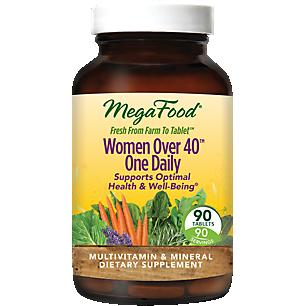 MegaFood®
Fresh From Farm To Tablet™
Women Over 40™
One Daily
Supports Optimal
Health & Well-Being◊
90
TABLETS
90
SERVINGS
MULTIVITAMIN & MINERAL
DIETARY SUPPLEMENT